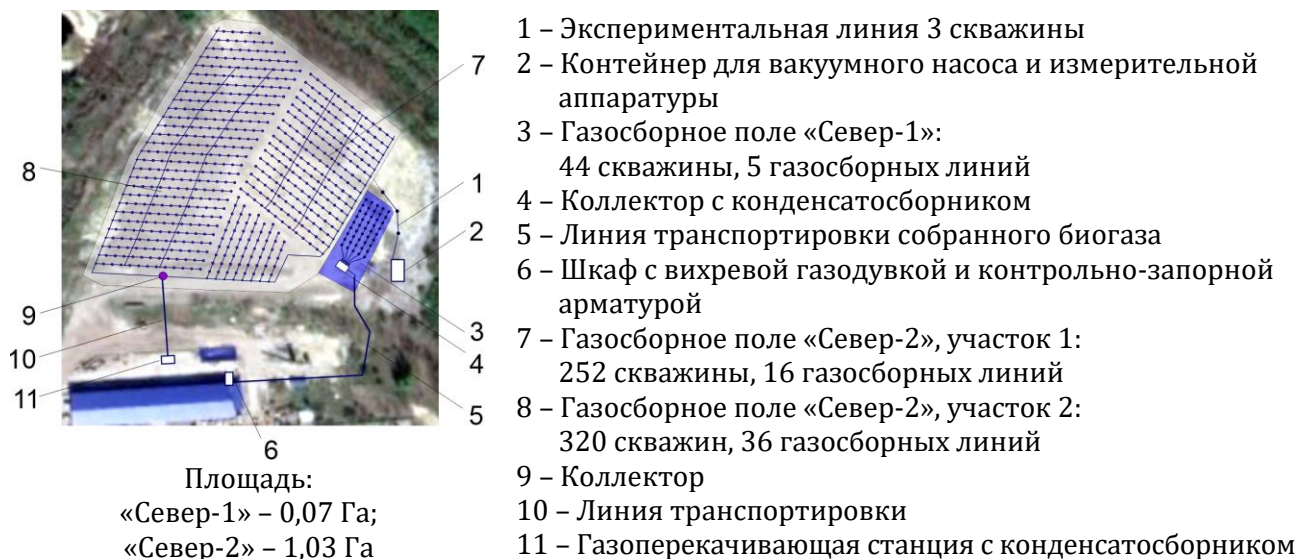 7
8
1
2
9
3
10
4
11
5
6
Площадь:
«Север-1» – 0,07 Га;
«Север-2» – 1,03 Га
1 – Экспериментальная линия 3 скважины
2 – Контейнер для вакуумного насоса и измерительной
аппаратуры
3 – Газосборное поле «Север-1»:
44 скважины, 5 газосборных линий
4 – Коллектор с конденсатосборником
5 – Линия транспортировки собранного биогаза
6 – Шкаф с вихревой газодувкой и контрольно-запорной
арматурой
7 – Газосборное поле «Север-2», участок 1:
252 скважины, 16 газосборных линий
8 – Газосборное поле «Север-2», участок 2:
320 скважин, 36 газосборных линий
9 – Коллектор
10 – Линия транспортировки
11 – Газоперекачивающая станция с конденсатосборником